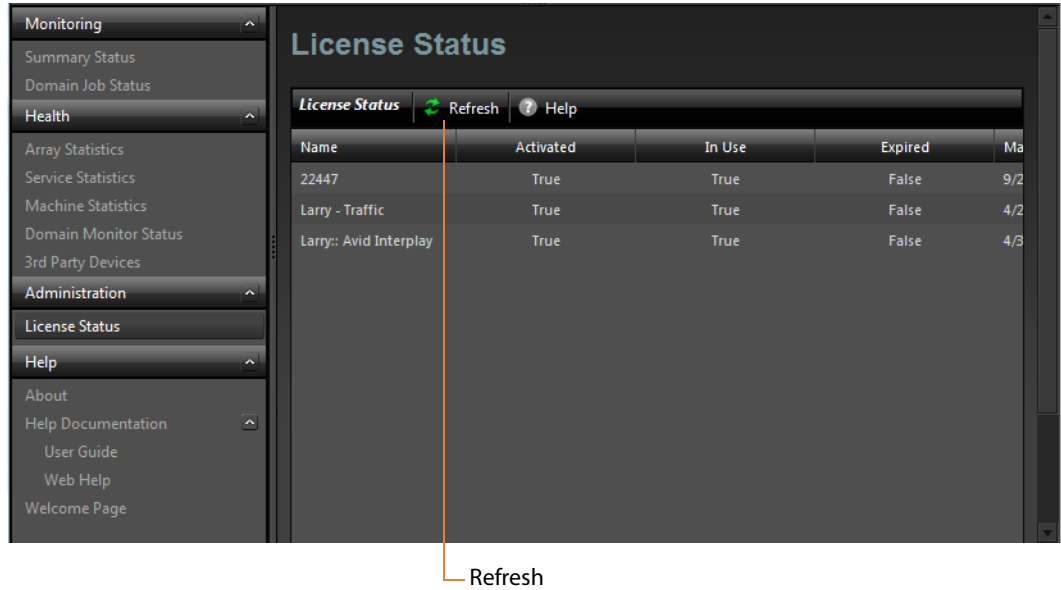 Monitoring
Summary Status
Domain Job Status
Health
Array Statistics
Service Statistics
Machine Statistics
Domain Monitor Status
3rd Party Devices
Administration
License Status
Help
About
Help Documentation
User Guide
Web Help
Welcome Page
License Status
License Status Refresh Help
Name Activated In Use Expired Ma
22447 True True False 9/2
Larry - Traffic True True False 4/2
Larry:: Avid Interplay True True False 4/3
Refresh